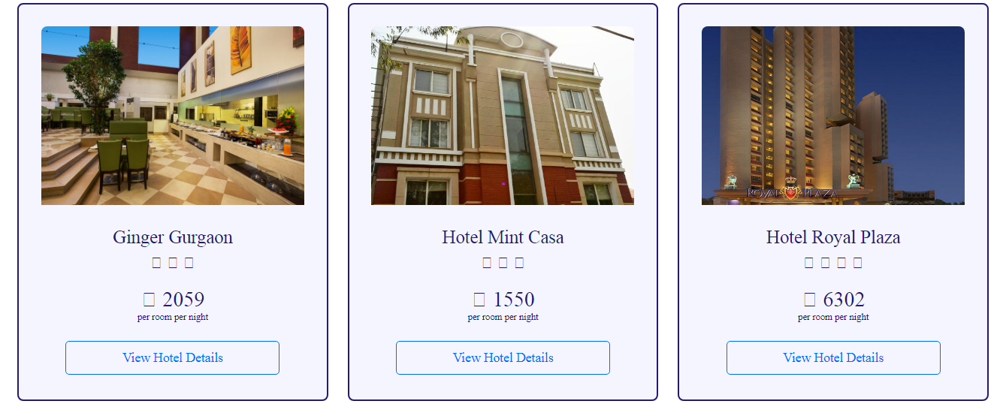 ROYAL PLAZA
Ginger Gurgaon
2059
per room per night
View Hotel Details
Hotel Mint Casa
1550
per room per night
View Hotel Details
Hotel Royal Plaza
6302
per room per night
View Hotel Details